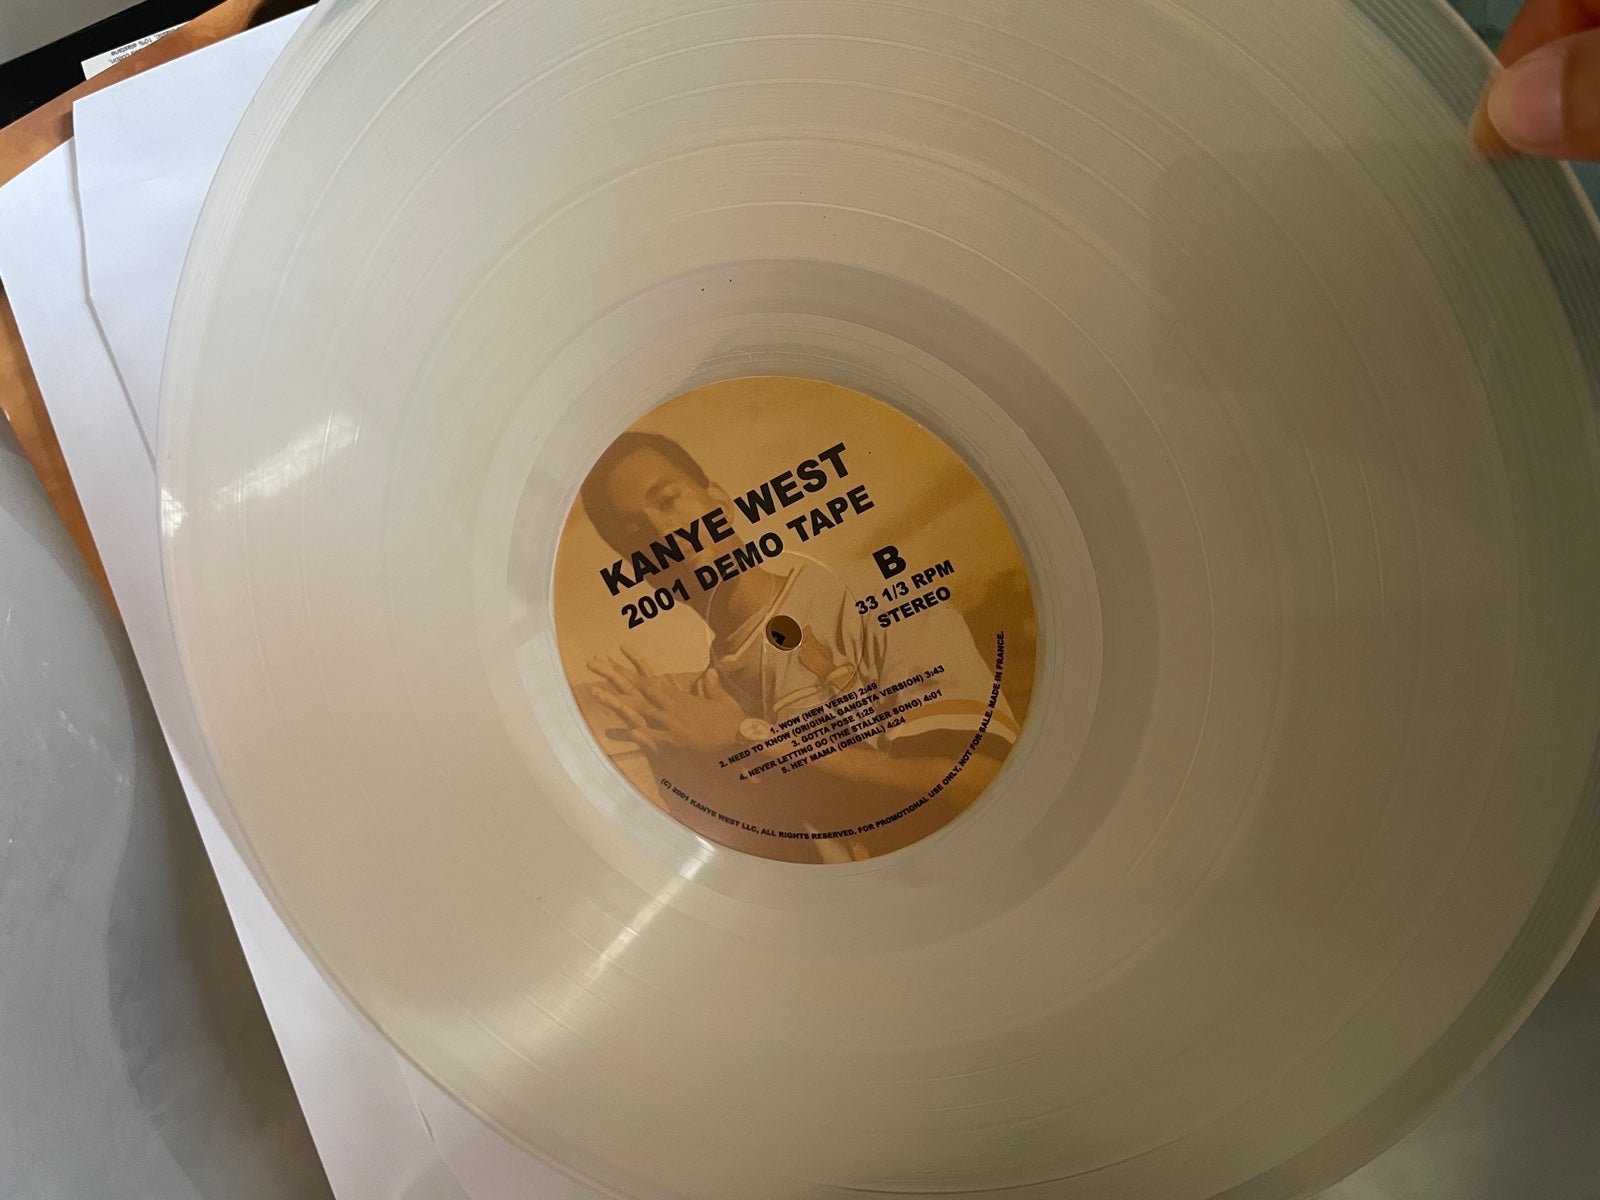 10% elastane
KANYE WEST
2001 DEMO TAPE
B
33 1/3 RPM
STEREO
1. WOW (NEW VERSE) 2:49
2. NEED TO KNOW (ORIGINAL GANGSTA VERSION) 3:43
3. GOTTA POSE 1:25
4. NEVER LETTING GO (THE STALKER SONG) 4:01
5. HEY MAMA (ORIGINAL) 4:24
(C) 2001 KANYE WEST LLC, ALL RIGHTS RESERVED. FOR PROMOTIONAL USE ONLY, NOT FOR SALE. MADE IN FRANCE.